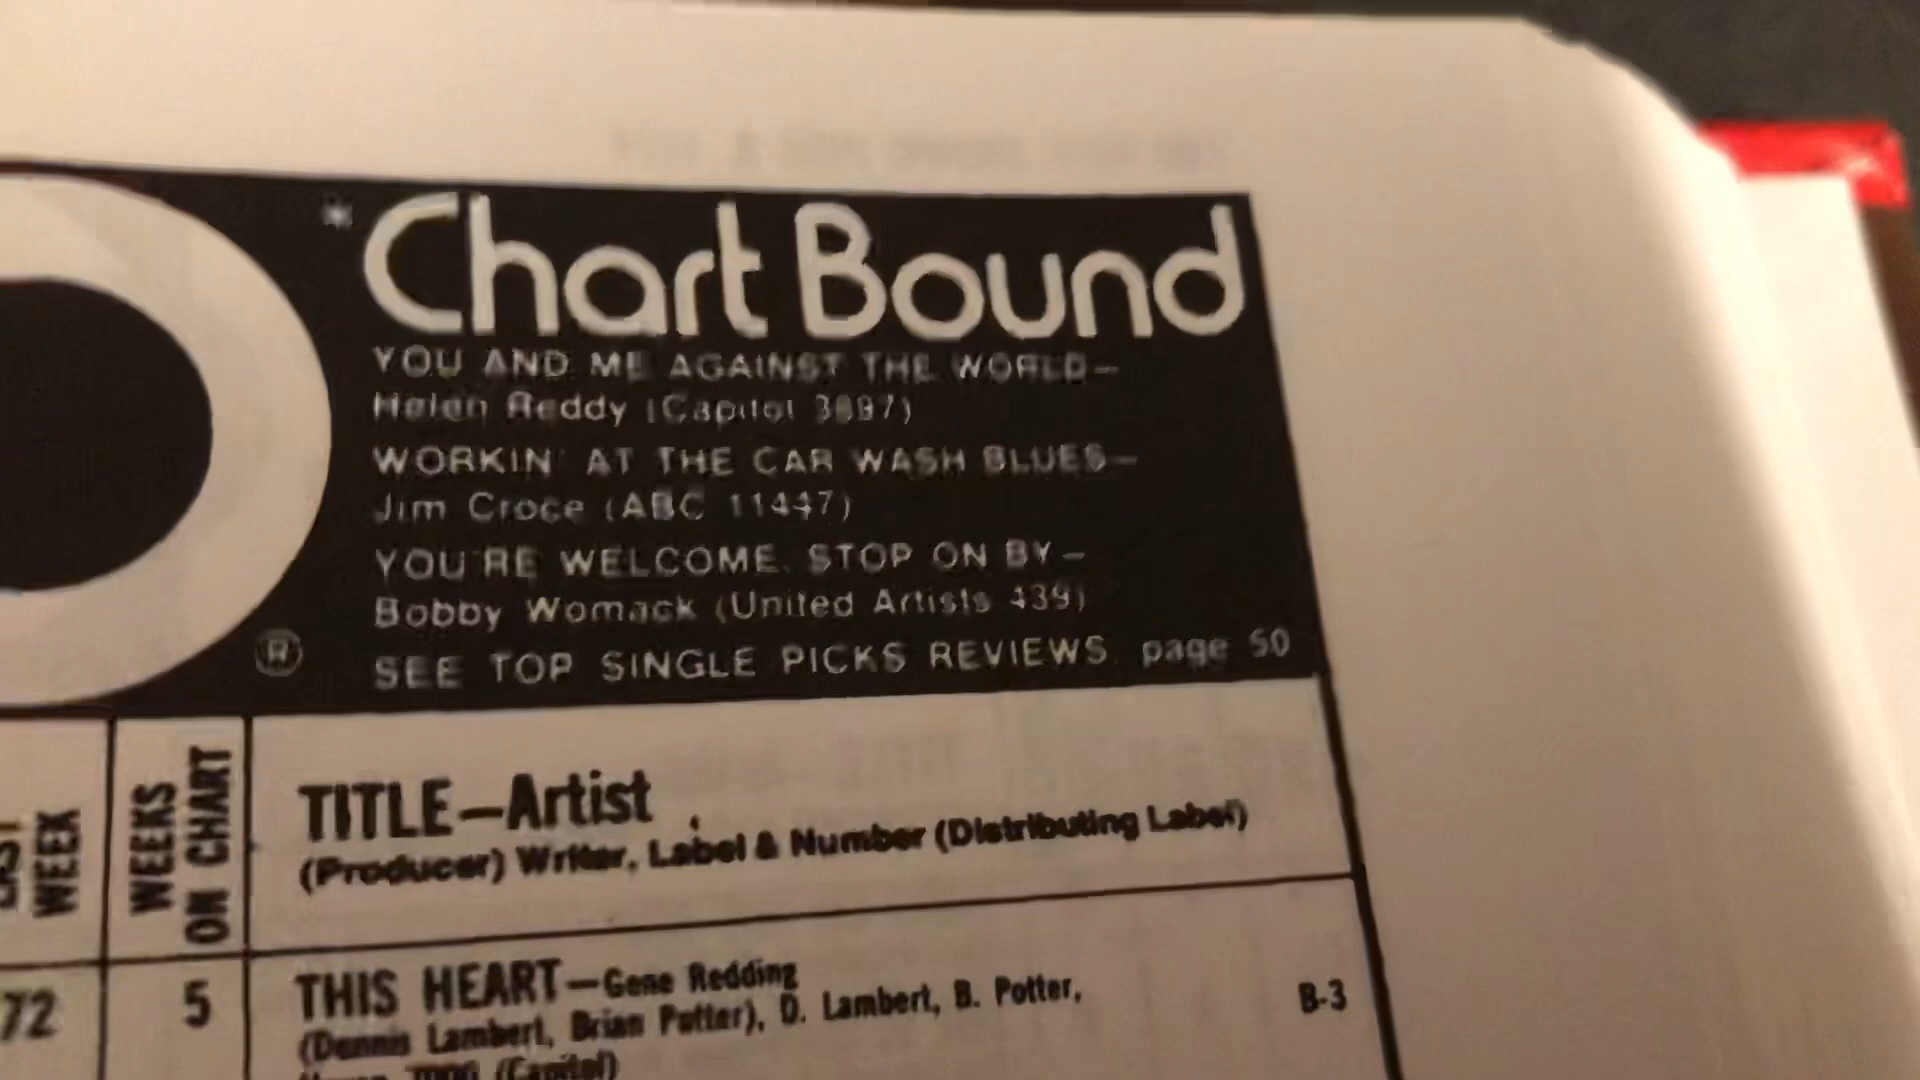 * Chart Bound
YOU AND ME AGAINST THE WORLD—
Helen Reddy (Capitol 3897)
WORKIN' AT THE CAR WASH BLUES—
Jim Croce (ABC 11447)
YOU'RE WELCOME, STOP ON BY—
Bobby Womack (United Artists 439)
SEE TOP SINGLE PICKS REVIEWS, page 50
®
WEEK
WEEKS
ON CHART
TITLE—Artist
(Producer) Writer, Label & Number (Distributing Label)
72
5
THIS HEART—Gene Redding
(Dennis Lambert, Brian Potter), D. Lambert, B. Potter,
B-3
(Capitol)